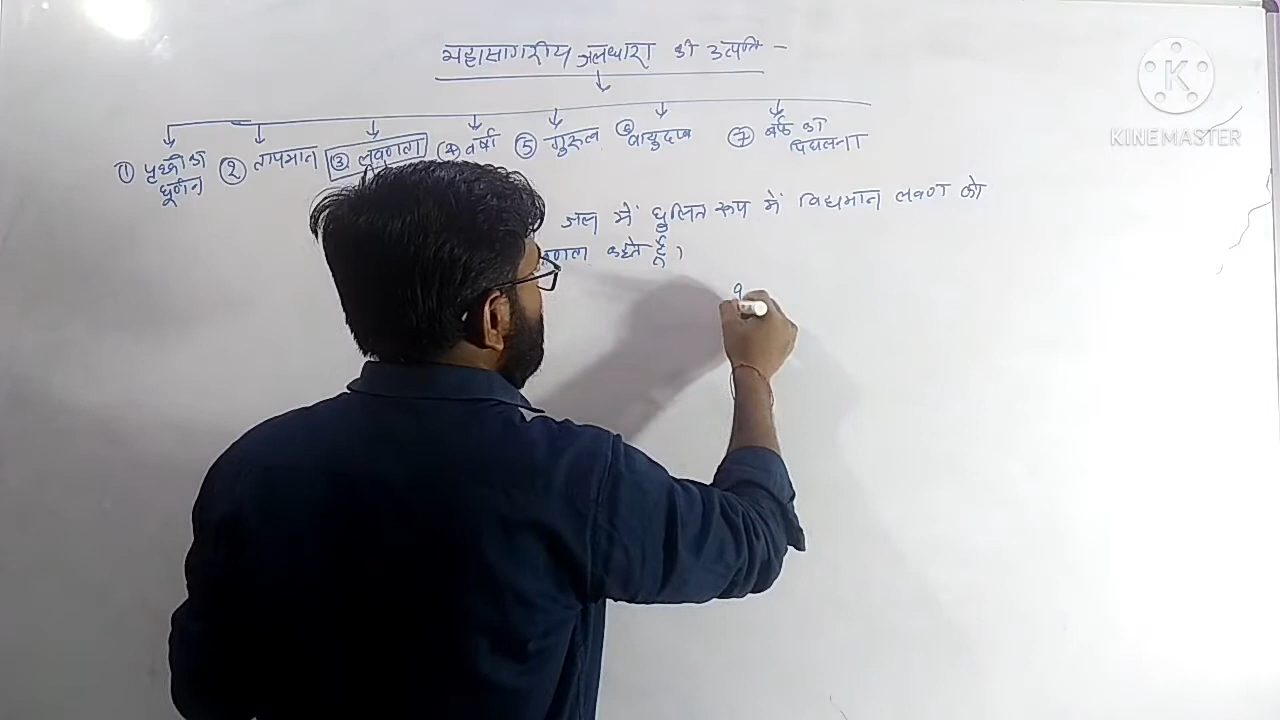 महासागरीय जलधारा की उत्पत्ति -
① पृथ्वी का घूर्णन ② तापमान ③ लवणता ④ वर्षा ⑤ गुरुत्व ⑥ वायुदाब ⑦ बर्फ का पिघलना
जल में घुलित रूप में विद्यमान लवण को
कहते हैं।
KINEMASTER